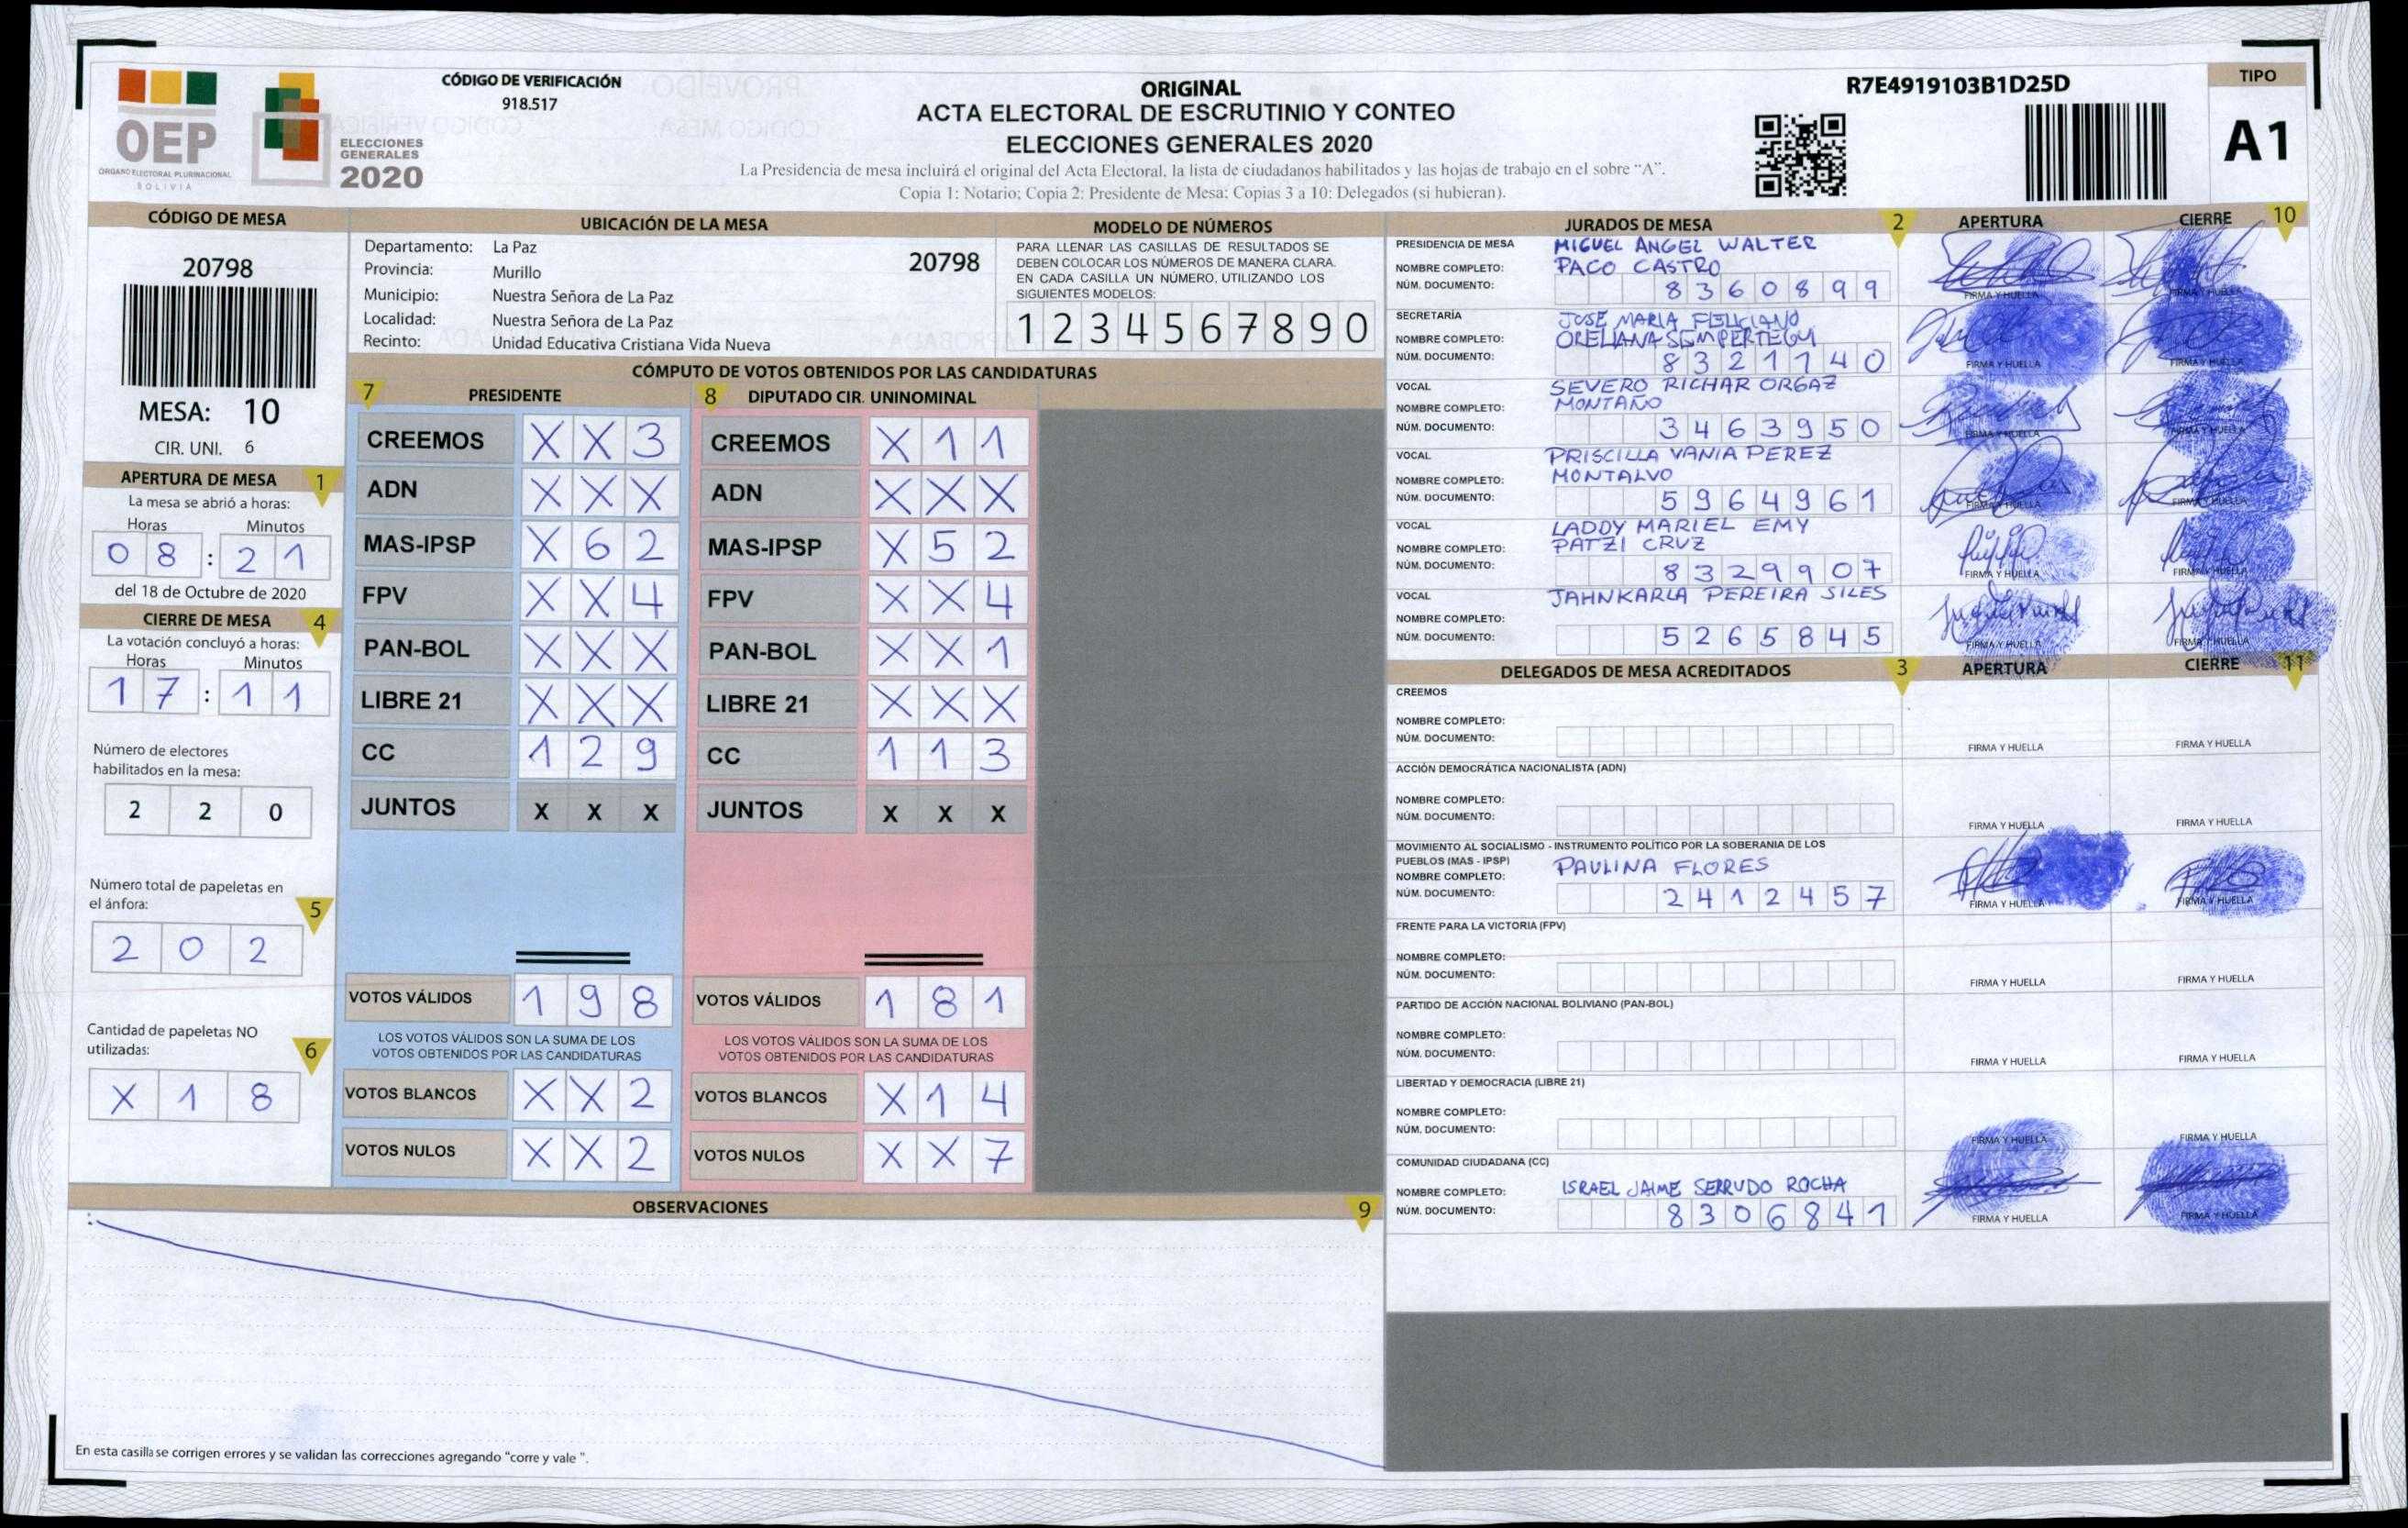 OEP
ÓRGANO ELECTORAL PLURINACIONAL
BOLIVIA
ELECCIONES
GENERALES
2020
CÓDIGO DE VERIFICACIÓN
918.517
ORIGINAL
ACTA ELECTORAL DE ESCRUTINIO Y CONTEO
ELECCIONES GENERALES 2020
La Presidencia de mesa incluirá el original del Acta Electoral, la lista de ciudadanos habilitados y las hojas de trabajo en el sobre "A".
Copia 1: Notario; Copia 2: Presidente de Mesa; Copias 3 a 10: Delegados (si hubieran).
R7E4919103B1D25D
TIPO
A1
CÓDIGO DE MESA
20798
MESA: 10
CIR. UNI. 6
APERTURA DE MESA 1
La mesa se abrió a horas:
Horas Minutos
08 : 21
del 18 de Octubre de 2020
CIERRE DE MESA 4
La votación concluyó a horas:
Horas Minutos
17 : 11
Número de electores
habilitados en la mesa:
2 2 0
Número total de papeletas en
el ánfora: 5
2 0 2
Cantidad de papeletas NO
utilizadas: 6
X 1 8
UBICACIÓN DE LA MESA
Departamento: La Paz
Provincia: Murillo
Municipio: Nuestra Señora de La Paz
Localidad: Nuestra Señora de La Paz
Recinto: Unidad Educativa Cristiana Vida Nueva
20798
MODELO DE NÚMEROS
PARA LLENAR LAS CASILLAS DE RESULTADOS SE
DEBEN COLOCAR LOS NÚMEROS DE MANERA CLARA.
EN CADA CASILLA UN NÚMERO, UTILIZANDO LOS
SIGUIENTES MODELOS:
1 2 3 4 5 6 7 8 9 0
CÓMPUTO DE VOTOS OBTENIDOS POR LAS CANDIDATURAS
7 PRESIDENTE
CREEMOS X X 3
ADN X X X
MAS-IPSP X 6 2
FPV X X 4
PAN-BOL X X X
LIBRE 21 X X X
CC 1 2 9
JUNTOS X X X
VOTOS VÁLIDOS 1 9 8
LOS VOTOS VÁLIDOS SON LA SUMA DE LOS
VOTOS OBTENIDOS POR LAS CANDIDATURAS
VOTOS BLANCOS X X 2
VOTOS NULOS X X 2
8 DIPUTADO CIR. UNINOMINAL
CREEMOS X 1 1
ADN X X X
MAS-IPSP X 5 2
FPV X X 4
PAN-BOL X X 1
LIBRE 21 X X X
CC 1 1 3
JUNTOS X X X
VOTOS VÁLIDOS 1 8 1
LOS VOTOS VÁLIDOS SON LA SUMA DE LOS
VOTOS OBTENIDOS POR LAS CANDIDATURAS
VOTOS BLANCOS X 1 4
VOTOS NULOS X X 7
OBSERVACIONES 9
En esta casilla se corrigen errores y se validan las correcciones agregando "corre y vale ".
JURADOS DE MESA 2 APERTURA CIERRE 10
PRESIDENCIA DE MESA MIGUEL ANGEL WALTER
NOMBRE COMPLETO: PACO CASTRO
NÚM. DOCUMENTO: 8360899
FIRMA Y HUELLA FIRMA Y HUELLA
SECRETARÍA JOSE MARIA FELICIANO
NOMBRE COMPLETO: ORELLANA SEMPERTEGUI
NÚM. DOCUMENTO: 8321140
FIRMA Y HUELLA FIRMA Y HUELLA
VOCAL SEVERO RICHAR ORGAZ
NOMBRE COMPLETO: MONTAÑO
NÚM. DOCUMENTO: 3463950
FIRMA Y HUELLA FIRMA Y HUELLA
VOCAL PRISCILLA VANIA PEREZ
NOMBRE COMPLETO: MONTALVO
NÚM. DOCUMENTO: 5964961
FIRMA Y HUELLA FIRMA Y HUELLA
VOCAL LADDY MARIEL EMY
NOMBRE COMPLETO: PATZI CRUZ
NÚM. DOCUMENTO: 8329907
FIRMA Y HUELLA FIRMA Y HUELLA
VOCAL JAHNKARLA PEREIRA SILES
NOMBRE COMPLETO:
NÚM. DOCUMENTO: 5265845
FIRMA Y HUELLA FIRMA Y HUELLA
DELEGADOS DE MESA ACREDITADOS 3 APERTURA CIERRE 11
CREEMOS
NOMBRE COMPLETO:
NÚM. DOCUMENTO:
FIRMA Y HUELLA FIRMA Y HUELLA
ACCIÓN DEMOCRÁTICA NACIONALISTA (ADN)
NOMBRE COMPLETO:
NÚM. DOCUMENTO:
FIRMA Y HUELLA FIRMA Y HUELLA
MOVIMIENTO AL SOCIALISMO - INSTRUMENTO POLÍTICO POR LA SOBERANIA DE LOS
PUEBLOS (MAS - IPSP) PAULINA FLORES
NOMBRE COMPLETO:
NÚM. DOCUMENTO: 2412457
FIRMA Y HUELLA FIRMA Y HUELLA
FRENTE PARA LA VICTORIA (FPV)
NOMBRE COMPLETO:
NÚM. DOCUMENTO:
FIRMA Y HUELLA FIRMA Y HUELLA
PARTIDO DE ACCIÓN NACIONAL BOLIVIANO (PAN-BOL)
NOMBRE COMPLETO:
NÚM. DOCUMENTO:
FIRMA Y HUELLA FIRMA Y HUELLA
LIBERTAD Y DEMOCRACIA (LIBRE 21)
NOMBRE COMPLETO:
NÚM. DOCUMENTO:
FIRMA Y HUELLA FIRMA Y HUELLA
COMUNIDAD CIUDADANA (CC)
NOMBRE COMPLETO: ISRAEL JAIME SERRUDO ROCHA
NÚM. DOCUMENTO: 8306841
FIRMA Y HUELLA FIRMA Y HUELLA